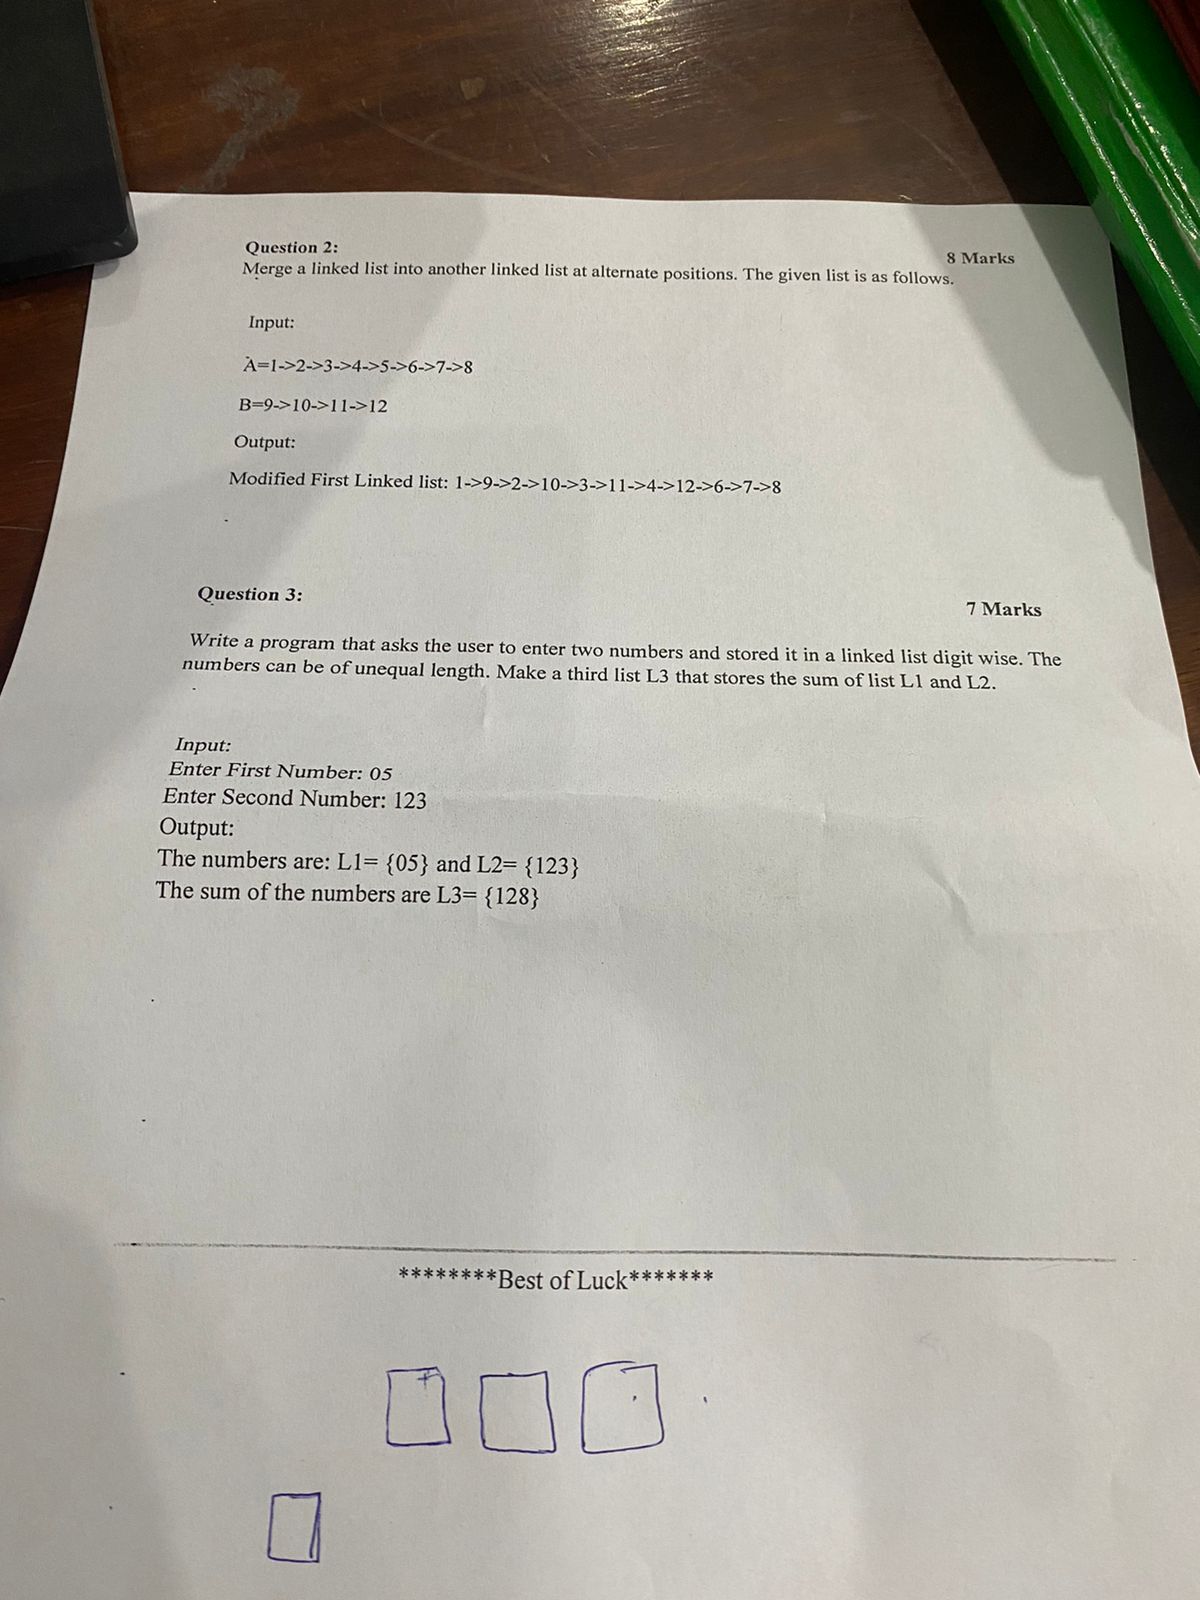 Question 2:
8 Marks
Merge a linked list into another linked list at alternate positions. The given list is as follows.
Input:
A=1->2->3->4->5->6->7->8
B=9->10->11->12
Output:
Modified First Linked list: 1->9->2->10->3->11->4->12->6->7->8
Question 3:
7 Marks
Write a program that asks the user to enter two numbers and stored it in a linked list digit wise. The
numbers can be of unequal length. Make a third list L3 that stores the sum of list L1 and L2.
Input:
Enter First Number: 05
Enter Second Number: 123
Output:
The numbers are: L1= {05} and L2= {123}
The sum of the numbers are L3= {128}
********Best of Luck*******